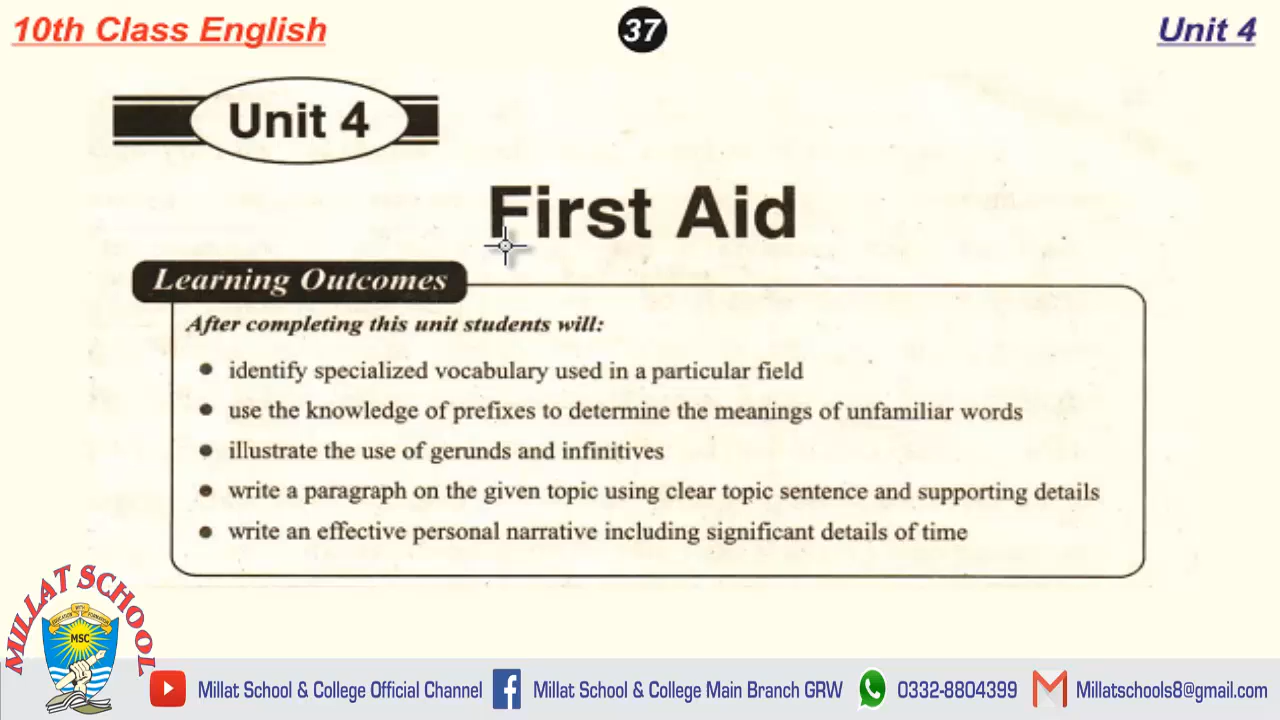 10th Class English
37
Unit 4
Unit 4
First Aid
Learning Outcomes
After completing this unit students will:
● identify specialized vocabulary used in a particular field
● use the knowledge of prefixes to determine the meanings of unfamiliar words
● illustrate the use of gerunds and infinitives
● write a paragraph on the given topic using clear topic sentence and supporting details
● write an effective personal narrative including significant details of time
MILLAT SCHOOL
MSC
Millat School & College Official Channel
Millat School & College Main Branch GRW
0332-8804399
Millatschools8@gmail.com